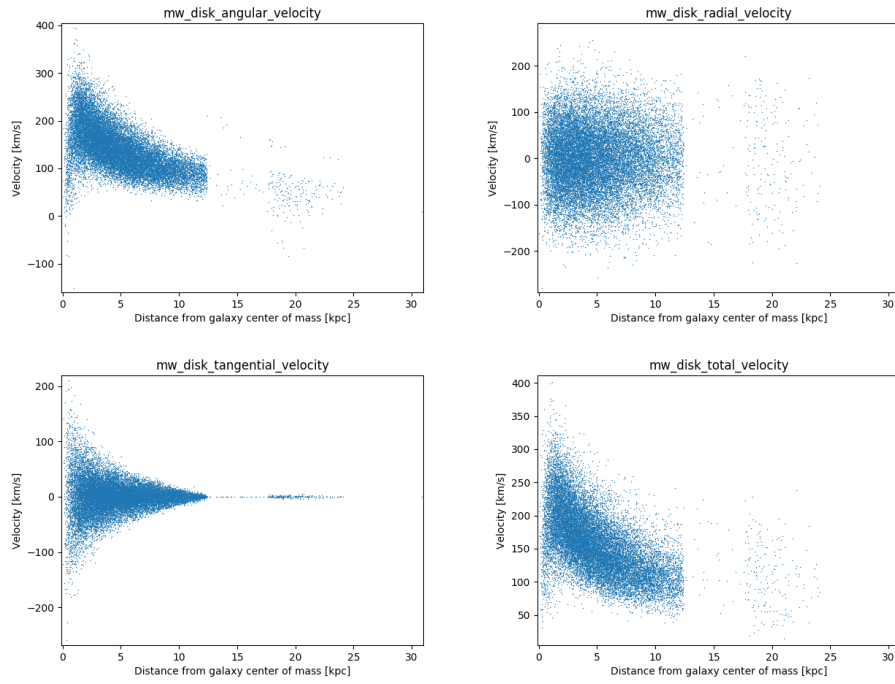 mw_disk_angular_velocity
400
300
200
100
0
−100
Velocity [km/s]
0 5 10 15 20 25 30
Distance from galaxy center of mass [kpc]
mw_disk_radial_velocity
200
100
0
−100
−200
Velocity [km/s]
0 5 10 15 20 25 30
Distance from galaxy center of mass [kpc]
mw_disk_tangential_velocity
200
100
0
−100
−200
Velocity [km/s]
0 5 10 15 20 25 30
Distance from galaxy center of mass [kpc]
mw_disk_total_velocity
400
350
300
250
200
150
100
50
Velocity [km/s]
0 5 10 15 20 25 30
Distance from galaxy center of mass [kpc]